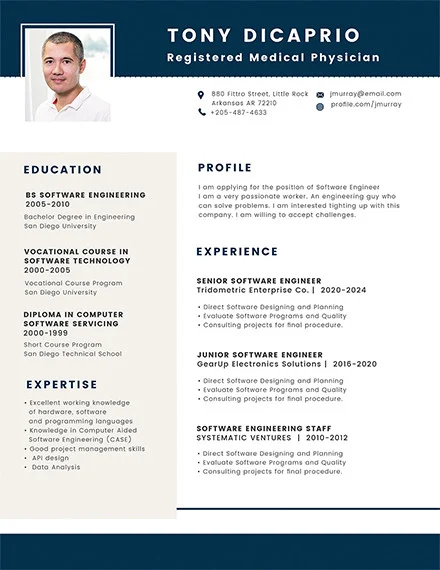 TONY DICAPRIO
Registered Medical Physician
880 Fittro Street, Little Rock
Arkansas AR 72210
+205-487-4633
jmurray@email.com
profile.com/jmurray
EDUCATION
BS SOFTWARE ENGINEERING
2005-2010
Bachelor Degree in Engineering
San Diego University
VOCATIONAL COURSE IN
SOFTWARE TECHNOLOGY
2000-2005
Vocational Course Program
San Diego University
DIPLOMA IN COMPUTER
SOFTWARE SERVICING
2000-1999
Short Course Program
San Diego Technical School
EXPERTISE
• Excellent working knowledge
of hardware, software
and programming languages
• Knowledge in Computer Aided
Software Engineering (CASE)
• Good project management skills
• API design
• Data Analysis
PROFILE
I am applying for the position of Software Engineer
I am a very passionate worker. An engineering guy who
can solve problems. I am interested tighting up with this
company. I am willing to accept challenges.
EXPERIENCE
SENIOR SOFTWARE ENGINEER
Tridometric Enterprise Co. | 2020-2024
• Direct Software Designing and Planning
• Evaluate Software Programs and Quality
• Consulting projects for final procedure.
JUNIOR SOFTWARE ENGINEER
GearUp Electronics Solutions | 2016-2020
• Direct Software Designing and Planning
• Evaluate Software Programs and Quality
• Consulting projects for final procedure.
SOFTWARE ENGINEERING STAFF
SYSTEMATIC VENTURES | 2010-2012
• Direct Software Designing and Planning
• Evaluate Software Programs and Quality
• Consulting projects for final procedure.